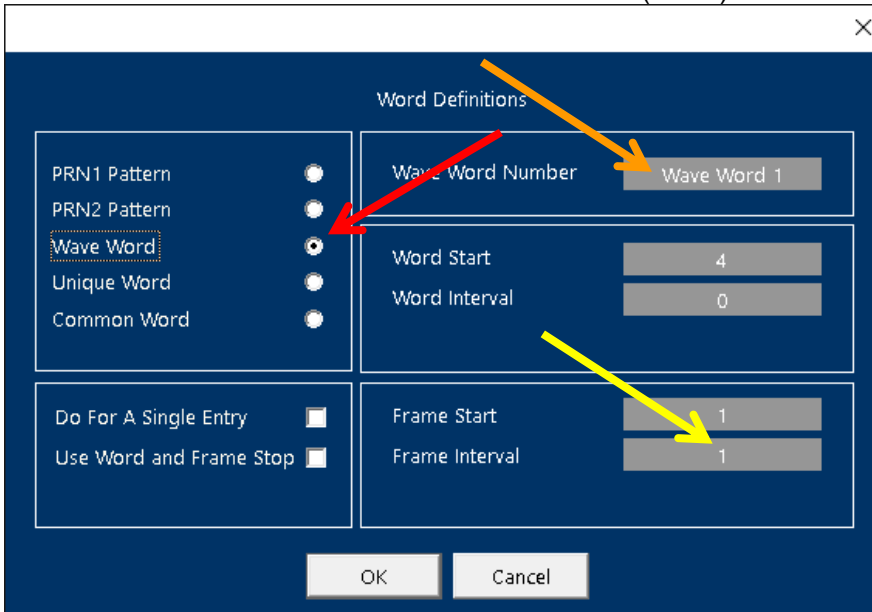 Word Definitions
PRN1 Pattern
PRN2 Pattern
Wave Word
Unique Word
Common Word
Wave Word Number Wave Word 1
Word Start 4
Word Interval 0
Do For A Single Entry
Use Word and Frame Stop
Frame Start 1
Frame Interval 1
OK Cancel